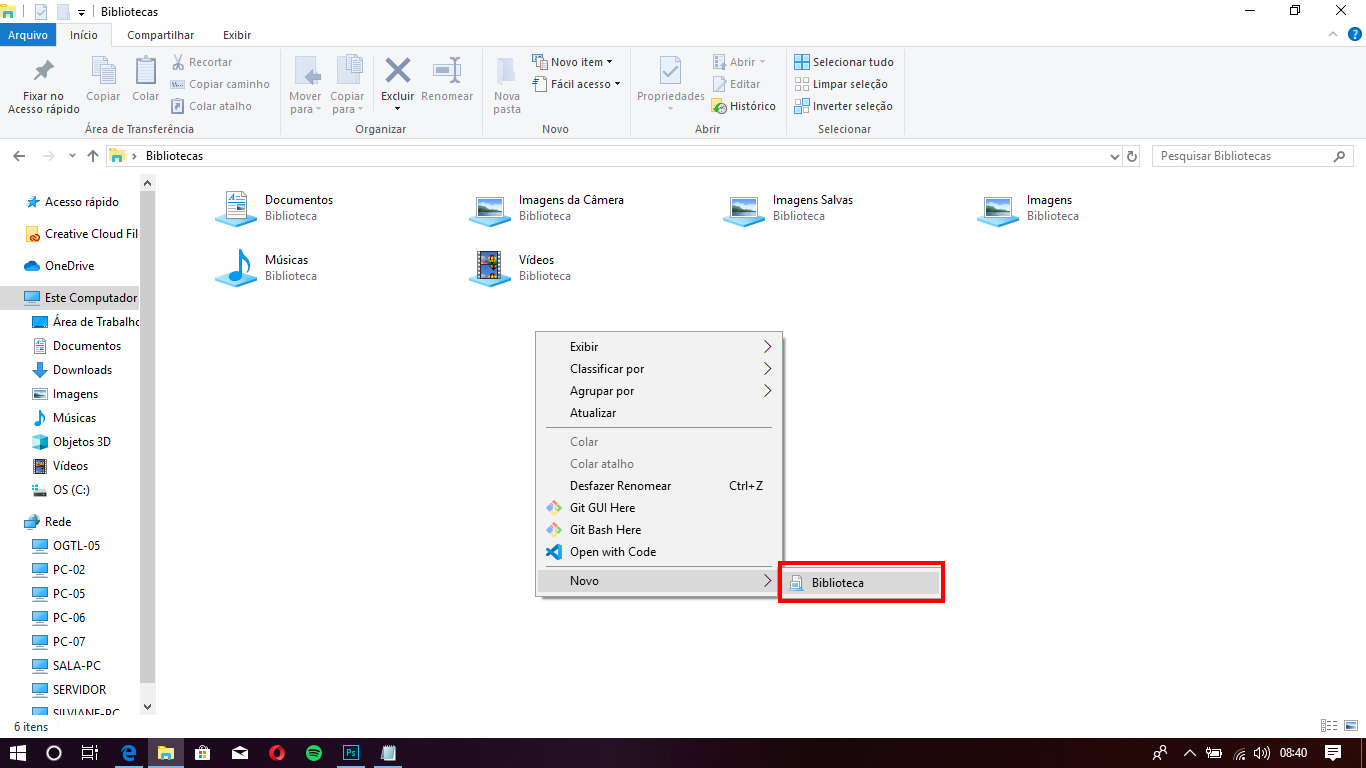 Bibliotecas
Arquivo
Início
Compartilhar
Exibir
Fixar no
Acesso rápido
Copiar
Colar
Recortar
Copiar caminho
Colar atalho
Área de Transferência
Mover
para
Copiar
para
Excluir
Renomear
Organizar
Nova
pasta
Novo item
Fácil acesso
Novo
Propriedades
Abrir
Editar
Histórico
Abrir
Selecionar tudo
Limpar seleção
Inverter seleção
Selecionar
Bibliotecas
Pesquisar Bibliotecas
Acesso rápido
Creative Cloud Fil
OneDrive
Este Computador
Área de Trabalho
Documentos
Downloads
Imagens
Músicas
Objetos 3D
Vídeos
OS (C:)
Rede
OGTL-05
PC-02
PC-05
PC-06
PC-07
SALA-PC
SERVIDOR
SILVIANE-PC
Documentos
Biblioteca
Imagens da Câmera
Biblioteca
Imagens Salvas
Biblioteca
Imagens
Biblioteca
Músicas
Biblioteca
Vídeos
Biblioteca
Exibir
Classificar por
Agrupar por
Atualizar
Colar
Colar atalho
Desfazer Renomear Ctrl+Z
Git GUI Here
Git Bash Here
Open with Code
Novo
Biblioteca
6 itens
Ps
08:40